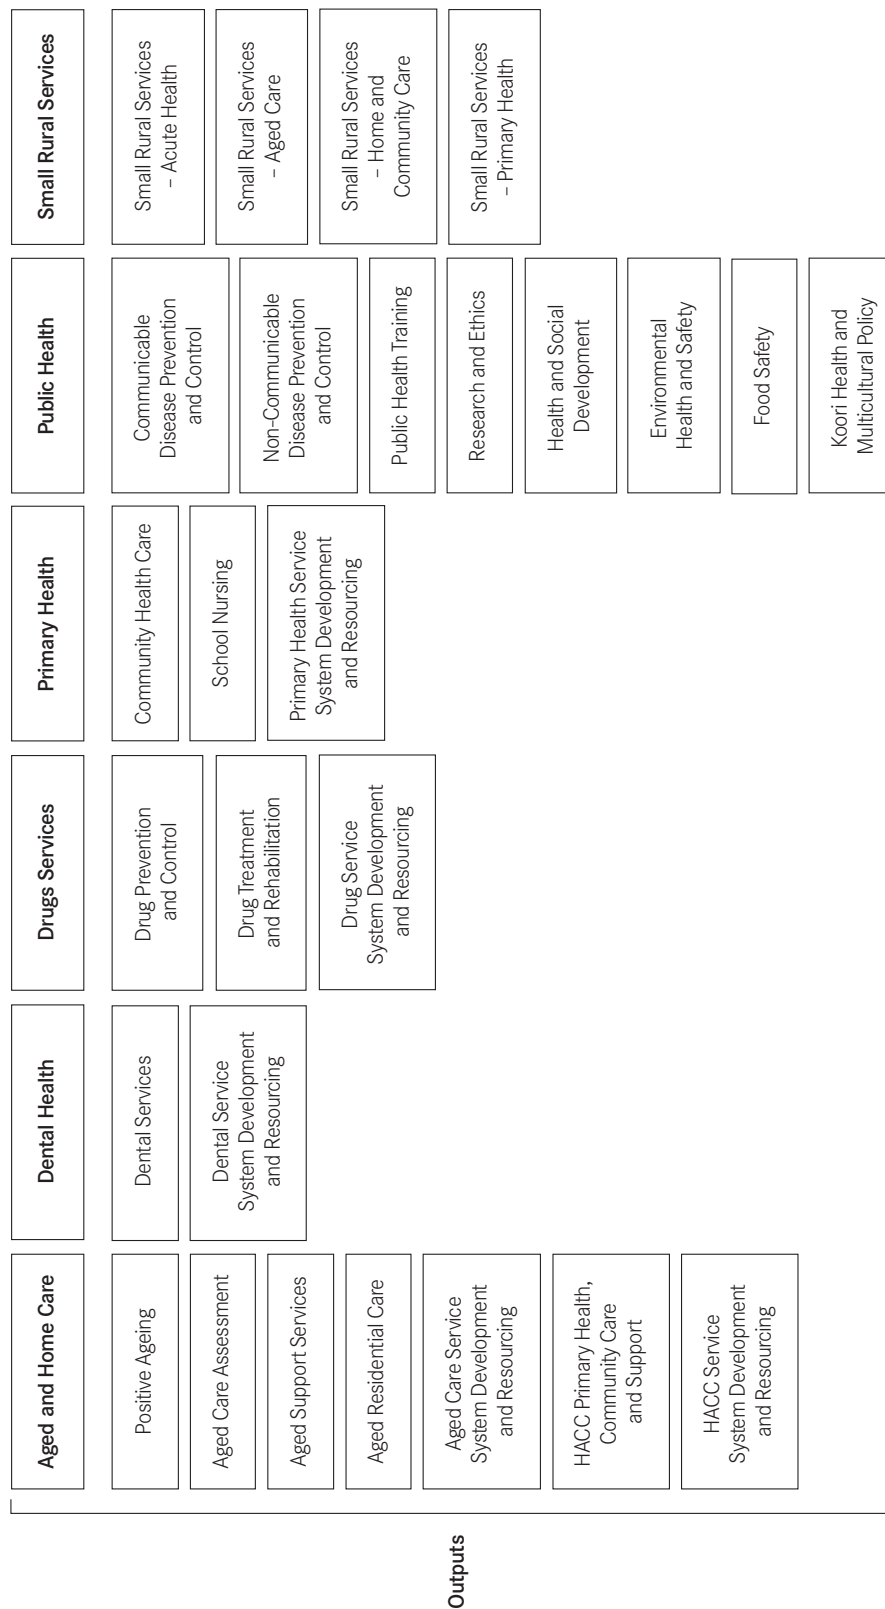 Outputs
Aged and Home Care
Positive Ageing
Aged Care Assessment
Aged Support Services
Aged Residential Care
Aged Care Service
System Development
and Resourcing
HACC Primary Health,
Community Care
and Support
HACC Service
System Development
and Resourcing
Dental Health
Dental Services
Dental Service
System Development
and Resourcing
Drugs Services
Drug Prevention
and Control
Drug Treatment
and Rehabilitation
Drug Service
System Development
and Resourcing
Primary Health
Community Health Care
School Nursing
Primary Health Service
System Development
and Resourcing
Public Health
Communicable
Disease Prevention
and Control
Non-Communicable
Disease Prevention
and Control
Public Health Training
Research and Ethics
Health and Social
Development
Environmental
Health and Safety
Food Safety
Koori Health and
Multicultural Policy
Small Rural Services
Small Rural Services
– Acute Health
Small Rural Services
– Aged Care
Small Rural Services
– Home and
Community Care
Small Rural Services
– Primary Health